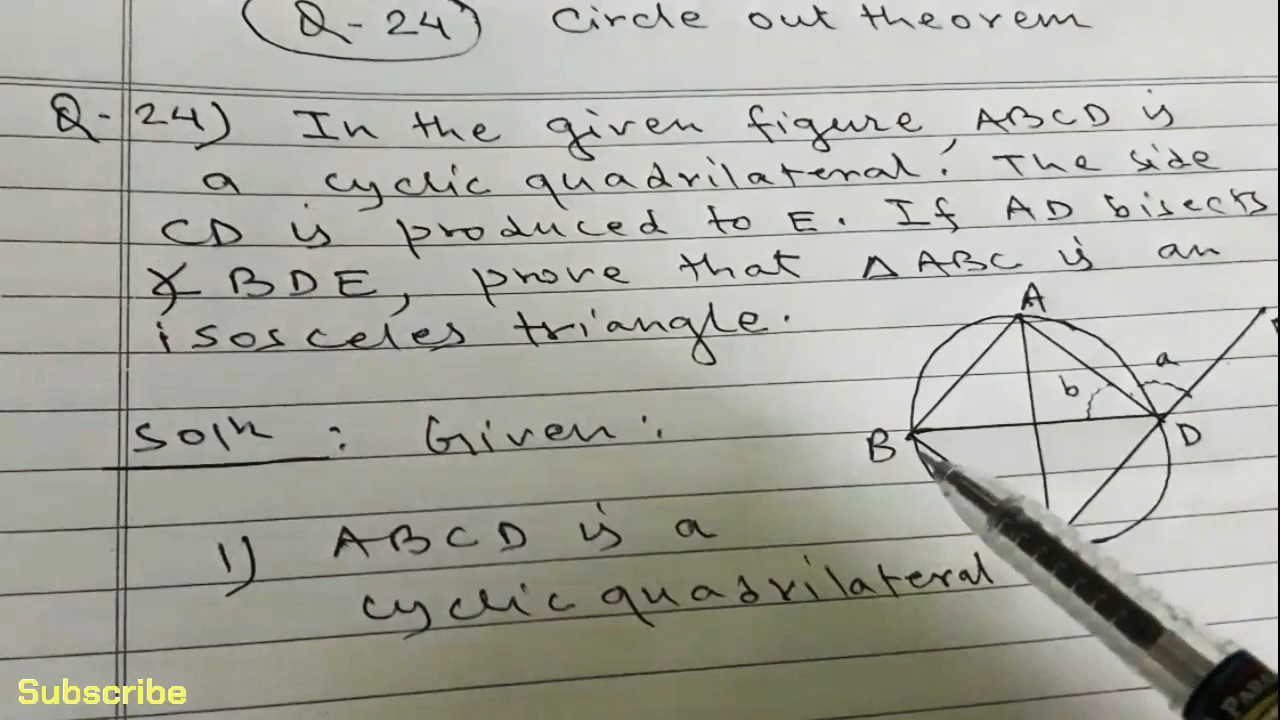 Q-24 Circle out theorem
Q-24) In the given figure, ABCD is
a cyclic quadrilateral. The side
CD is produced to E. If AD bisects
∠BDE, prove that △ABC is an
isosceles triangle.
A
a
b
B
D
Soln : Given :
1) ABCD is a
cyclic quadrilateral
Subscribe